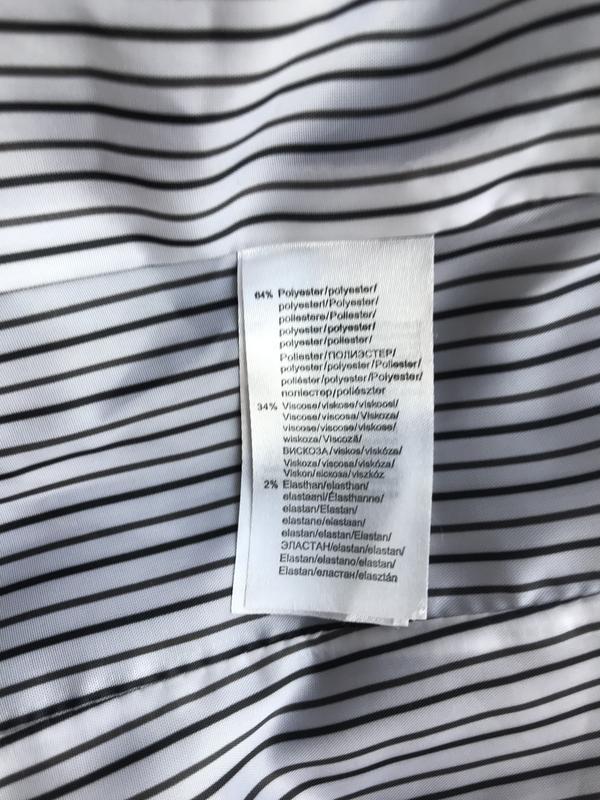 64% Polyester/polyester/
polyesteri/Polyester/
poliestere/Poliester/
polyester/polyester/
polyester/poliester/
Poliester/ПОЛИЭСТЕР/
polyester/polyester/Poliester/
poliéster/polyester/Polyester/
поліестер/poliészter
34% Viscose/viskose/viskoosi/
Viscose/viscosa/Viskoza/
viscose/viscose/viskose/
wiskoza/Viscoză/
ВИСКОЗА/viskos/viskóza/
Viskoza/viscosa/viskóza/
Viskon/віскоза/viszkóz
2% Elasthan/elasthan/
elastaani/Élasthanne/
elastan/Elastan/
elastane/elastaan/
elastan/elastan/Elastan/
ЭЛАСТАН/elastan/elastan/
Elastan/elastano/elastan/
Elastan/еластан/elasztán